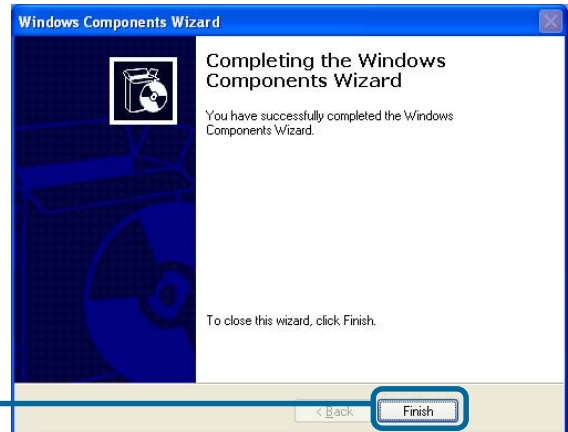 Windows Components Wizard
Completing the Windows
Components Wizard
You have successfully completed the Windows
Components Wizard.
To close this wizard, click Finish.
< Back
Finish